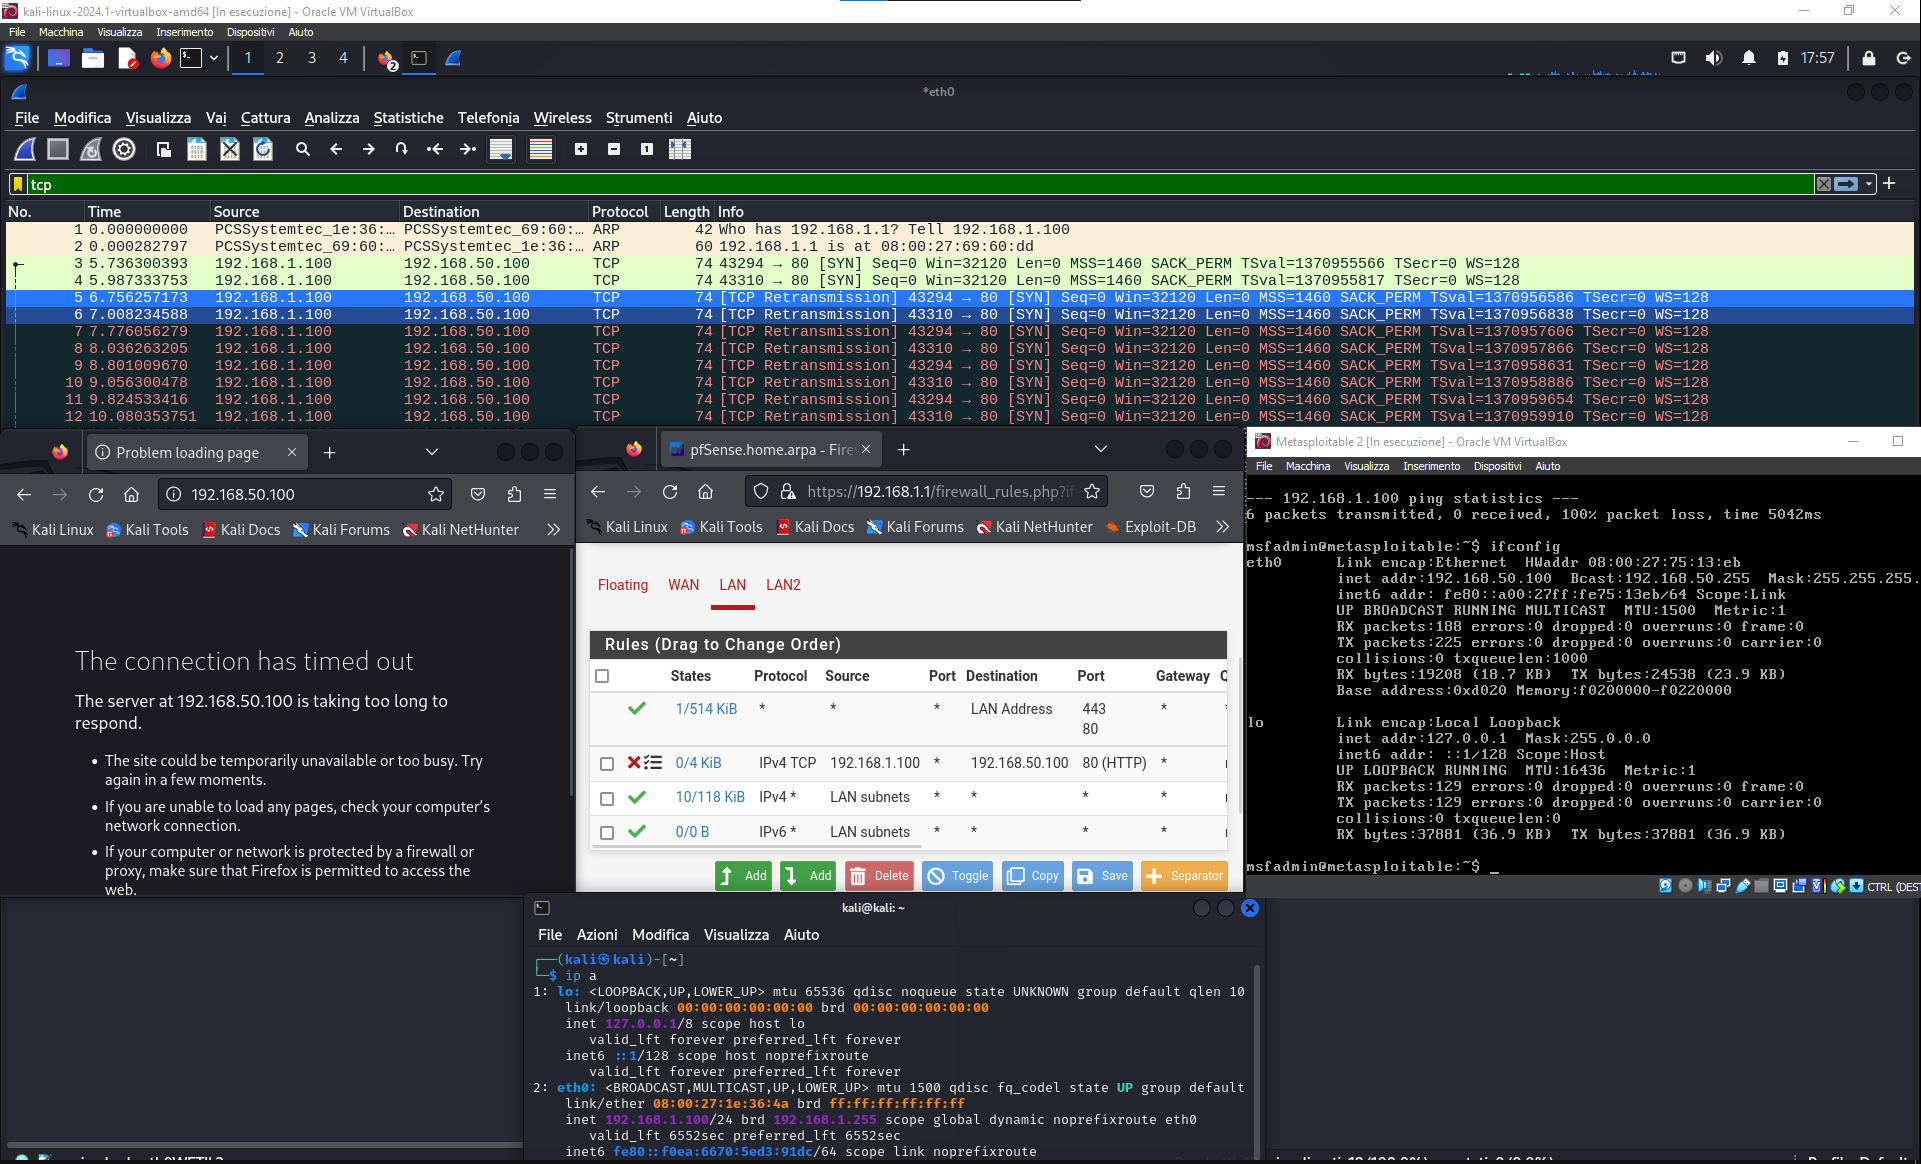 kali-linux-2024.1-virtualbox-amd64 [In esecuzione] - Oracle VM VirtualBox
File Macchina Visualizza Inserimento Dispositivi Aiuto
1 2 3 4 2 17:57
*eth0
File Modifica Visualizza Vai Cattura Analizza Statistiche Telefonia Wireless Strumenti Aiuto
tcp
No. Time Source Destination Protocol Length Info
1 0.000000000 PCSSystemtec_1e:36:… PCSSystemtec_69:60:… ARP 42 Who has 192.168.1.1? Tell 192.168.1.100
2 0.000282797 PCSSystemtec_69:60:… PCSSystemtec_1e:36:… ARP 60 192.168.1.1 is at 08:00:27:69:60:dd
3 5.736300393 192.168.1.100 192.168.50.100 TCP 74 43294 → 80 [SYN] Seq=0 Win=32120 Len=0 MSS=1460 SACK_PERM TSval=1370955566 TSecr=0 WS=128
4 5.987333753 192.168.1.100 192.168.50.100 TCP 74 43310 → 80 [SYN] Seq=0 Win=32120 Len=0 MSS=1460 SACK_PERM TSval=1370955817 TSecr=0 WS=128
5 6.756257173 192.168.1.100 192.168.50.100 TCP 74 [TCP Retransmission] 43294 → 80 [SYN] Seq=0 Win=32120 Len=0 MSS=1460 SACK_PERM TSval=1370956586 TSecr=0 WS=128
6 7.008234588 192.168.1.100 192.168.50.100 TCP 74 [TCP Retransmission] 43310 → 80 [SYN] Seq=0 Win=32120 Len=0 MSS=1460 SACK_PERM TSval=1370956838 TSecr=0 WS=128
7 7.776056279 192.168.1.100 192.168.50.100 TCP 74 [TCP Retransmission] 43294 → 80 [SYN] Seq=0 Win=32120 Len=0 MSS=1460 SACK_PERM TSval=1370957606 TSecr=0 WS=128
8 8.036263205 192.168.1.100 192.168.50.100 TCP 74 [TCP Retransmission] 43310 → 80 [SYN] Seq=0 Win=32120 Len=0 MSS=1460 SACK_PERM TSval=1370957866 TSecr=0 WS=128
9 8.801009670 192.168.1.100 192.168.50.100 TCP 74 [TCP Retransmission] 43294 → 80 [SYN] Seq=0 Win=32120 Len=0 MSS=1460 SACK_PERM TSval=1370958631 TSecr=0 WS=128
10 9.056300478 192.168.1.100 192.168.50.100 TCP 74 [TCP Retransmission] 43310 → 80 [SYN] Seq=0 Win=32120 Len=0 MSS=1460 SACK_PERM TSval=1370958886 TSecr=0 WS=128
11 9.824533416 192.168.1.100 192.168.50.100 TCP 74 [TCP Retransmission] 43294 → 80 [SYN] Seq=0 Win=32120 Len=0 MSS=1460 SACK_PERM TSval=1370959654 TSecr=0 WS=128
12 10.080353751 192.168.1.100 192.168.50.100 TCP 74 [TCP Retransmission] 43310 → 80 [SYN] Seq=0 Win=32120 Len=0 MSS=1460 SACK_PERM TSval=1370959910 TSecr=0 WS=128
Problem loading page
192.168.50.100
Kali Linux Kali Tools Kali Docs Kali Forums Kali NetHunter
The connection has timed out
The server at 192.168.50.100 is taking too long to
respond.
• The site could be temporarily unavailable or too busy. Try
again in a few moments.
• If you are unable to load any pages, check your computer's
network connection.
• If your computer or network is protected by a firewall or
proxy, make sure that Firefox is permitted to access the
web.
pfSense.home.arpa - Fire
https://192.168.1.1/firewall_rules.php?if
Kali Linux Kali Tools Kali Docs Kali Forums Kali NetHunter Exploit-DB
Floating WAN LAN LAN2
Rules (Drag to Change Order)
States Protocol Source Port Destination Port Gateway
1/514 KiB * * * LAN Address 443 *
80
0/4 KiB IPv4 TCP 192.168.1.100 * 192.168.50.100 80 (HTTP) *
10/118 KiB IPv4 * LAN subnets * * * *
0/0 B IPv6 * LAN subnets * * * *
Add Add Delete Toggle Copy Save Separator
Metasploitable 2 [In esecuzione] - Oracle VM VirtualBox
File Macchina Visualizza Inserimento Dispositivi Aiuto
--- 192.168.1.100 ping statistics ---
6 packets transmitted, 0 received, 100% packet loss, time 5042ms
msfadmin@metasploitable:~$ ifconfig
eth0 Link encap:Ethernet HWaddr 08:00:27:75:13:eb
inet addr:192.168.50.100 Bcast:192.168.50.255 Mask:255.255.255.
inet6 addr: fe80::a00:27ff:fe75:13eb/64 Scope:Link
UP BROADCAST RUNNING MULTICAST MTU:1500 Metric:1
RX packets:188 errors:0 dropped:0 overruns:0 frame:0
TX packets:225 errors:0 dropped:0 overruns:0 carrier:0
collisions:0 txqueuelen:1000
RX bytes:19208 (18.7 KB) TX bytes:24538 (23.9 KB)
Base address:0xd020 Memory:f0200000-f0220000
lo Link encap:Local Loopback
inet addr:127.0.0.1 Mask:255.0.0.0
inet6 addr: ::1/128 Scope:Host
UP LOOPBACK RUNNING MTU:16436 Metric:1
RX packets:129 errors:0 dropped:0 overruns:0 frame:0
TX packets:129 errors:0 dropped:0 overruns:0 carrier:0
collisions:0 txqueuelen:0
RX bytes:37881 (36.9 KB) TX bytes:37881 (36.9 KB)
msfadmin@metasploitable:~$ _
CTRL (DEST
kali@kali: ~
File Azioni Modifica Visualizza Aiuto
┌──(kali㉿kali)-[~]
└─$ ip a
1: lo: <LOOPBACK,UP,LOWER_UP> mtu 65536 qdisc noqueue state UNKNOWN group default qlen 10
link/loopback 00:00:00:00:00:00 brd 00:00:00:00:00:00
inet 127.0.0.1/8 scope host lo
valid_lft forever preferred_lft forever
inet6 ::1/128 scope host noprefixroute
valid_lft forever preferred_lft forever
2: eth0: <BROADCAST,MULTICAST,UP,LOWER_UP> mtu 1500 qdisc fq_codel state UP group default
link/ether 08:00:27:1e:36:4a brd ff:ff:ff:ff:ff:ff
inet 192.168.1.100/24 brd 192.168.1.255 scope global dynamic noprefixroute eth0
valid_lft 6552sec preferred_lft 6552sec
inet6 fe80::f0ea:6670:5ed3:91dc/64 scope link noprefixroute